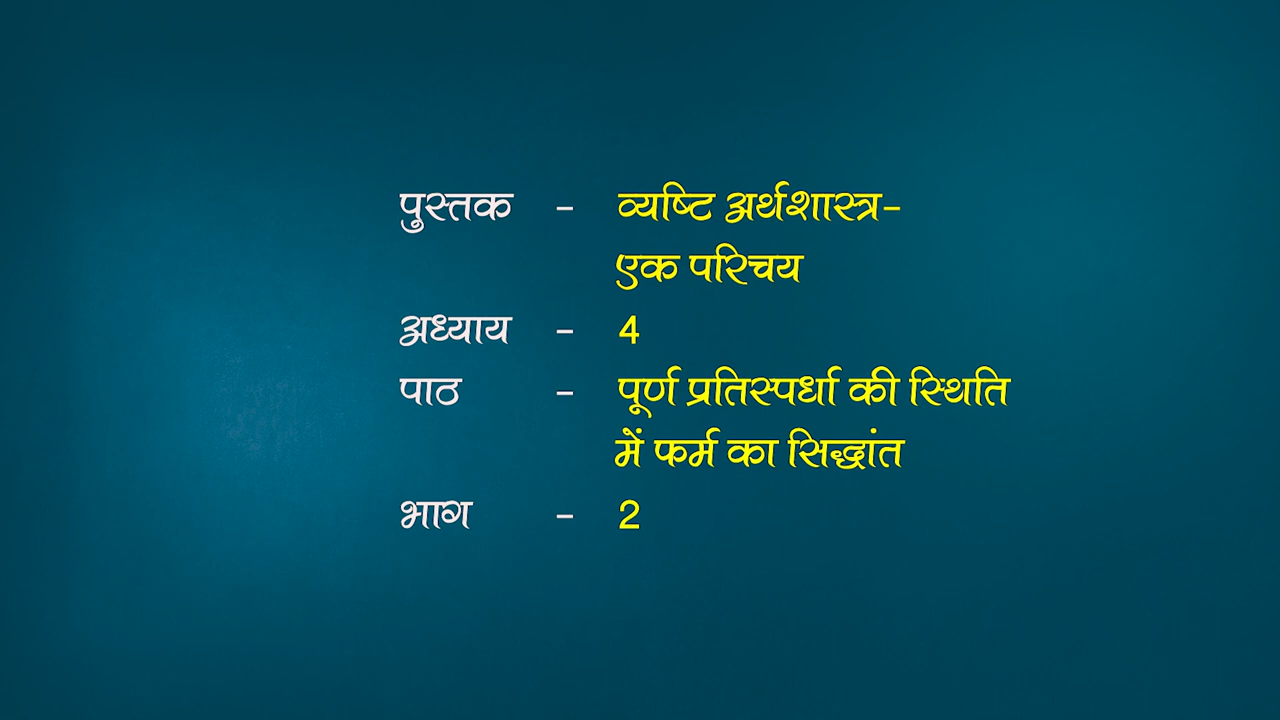 पुस्तक - व्यष्टि अर्थशास्त्र-
एक परिचय
अध्याय - 4
पाठ - पूर्ण प्रतिस्पर्धा की स्थिति
में फर्म का सिद्धांत
भाग - 2